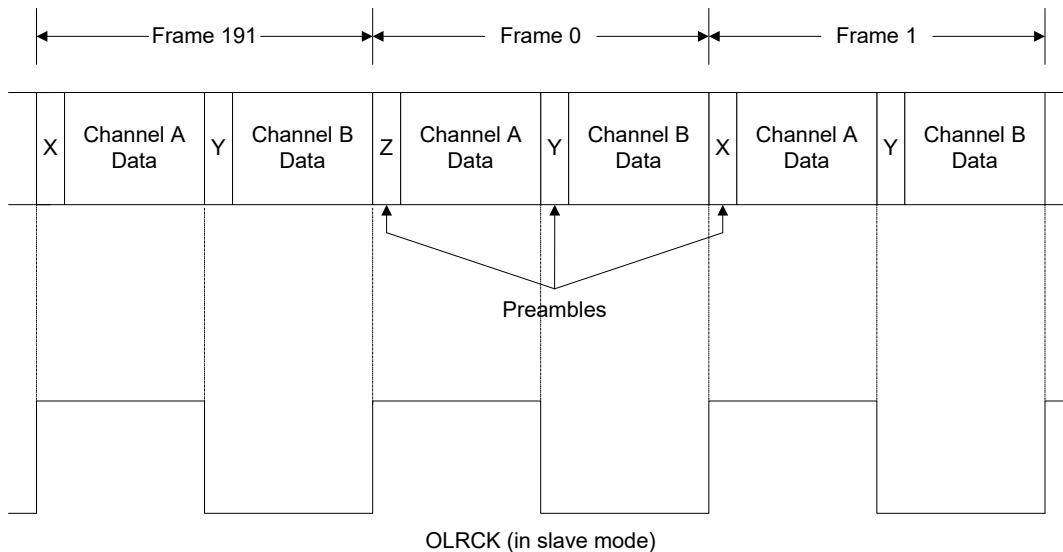 Frame 191 Frame 0 Frame 1
X Channel A Data Y Channel B Data Z Channel A Data Y Channel B Data X Channel A Data Y Channel B Data
Preambles
OLRCK (in slave mode)